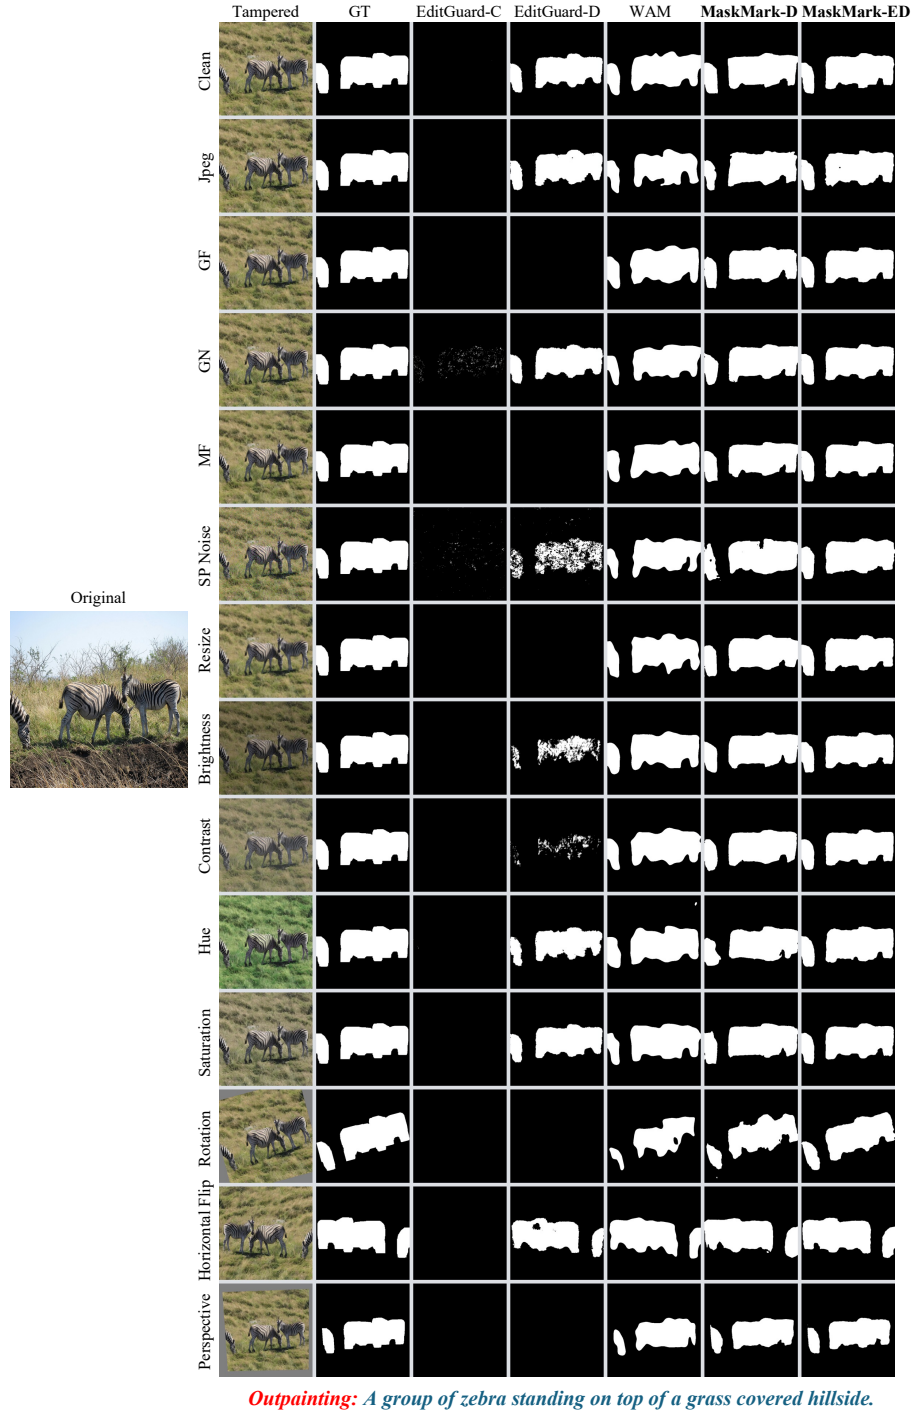 Tampered GT EditGuard-C EditGuard-D WAM MaskMark-D MaskMark-ED
Clean
Jpeg
GF
GN
MF
SP Noise
Original
Resize
Brightness
Contrast
Hue
Saturation
Rotation
Horizontal Flip
Perspective
Outpainting: A group of zebra standing on top of a grass covered hillside.